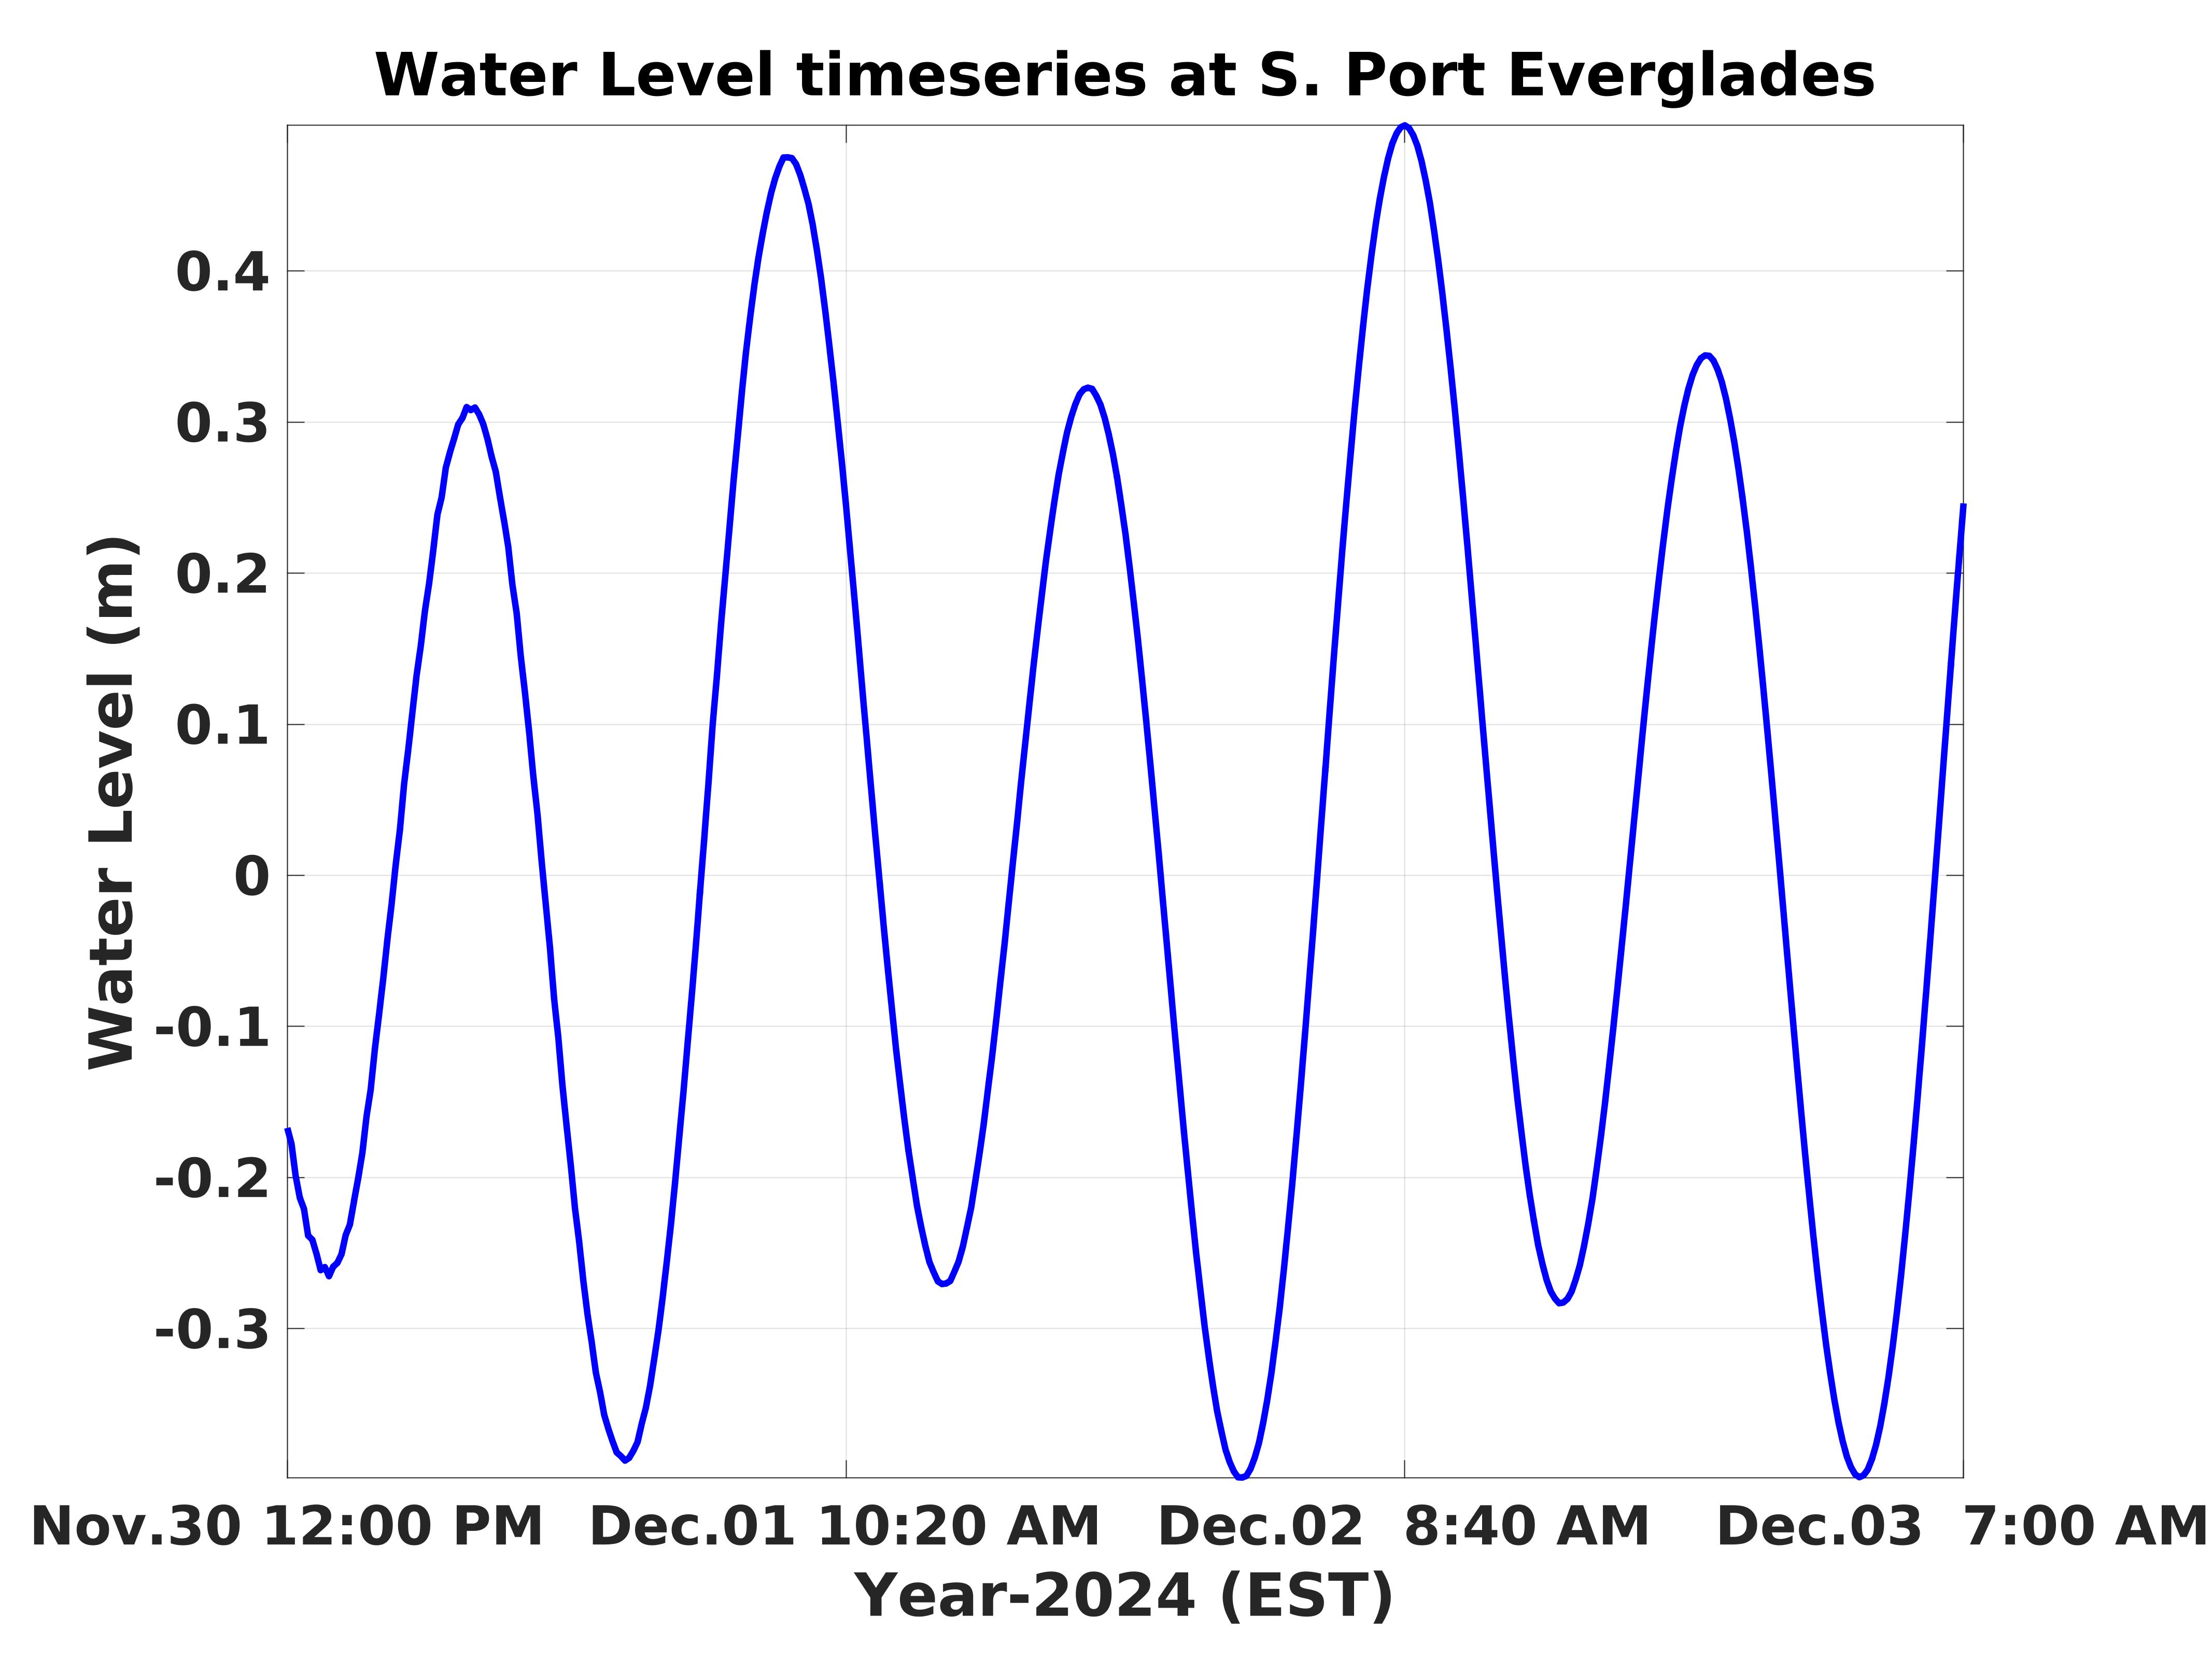 Water Level timeseries at S. Port Everglades
Water Level (m)
0.4
0.3
0.2
0.1
0
-0.1
-0.2
-0.3
Nov.30 12:00 PM Dec.01 10:20 AM Dec.02 8:40 AM Dec.03 7:00 AM
Year-2024 (EST)